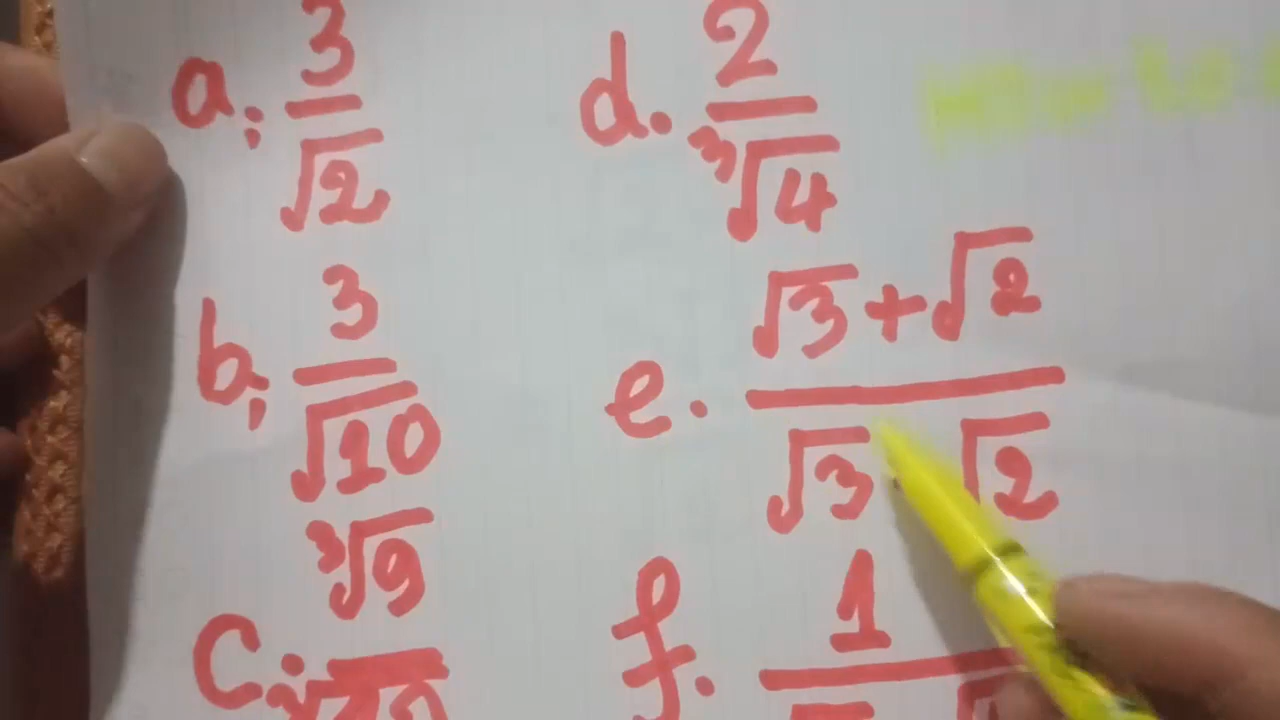 a; 3/√2
b; 3/√10
c. ∛9
d. 2/∛4
e. √3+√2/√3 √2
f. 1